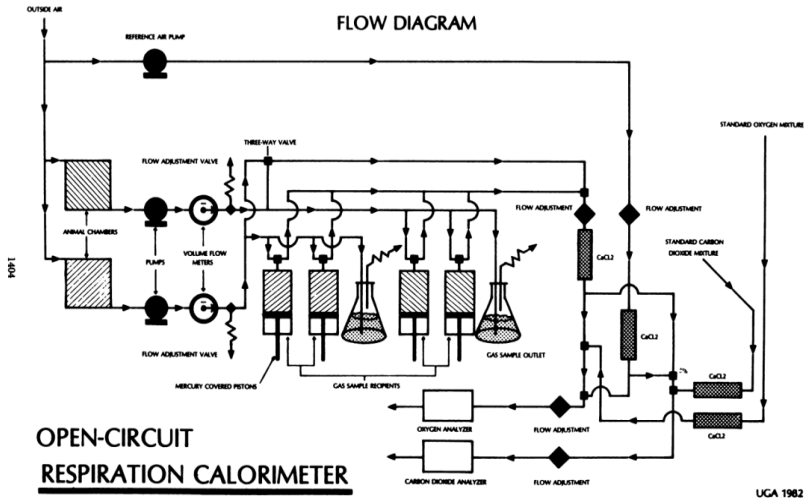 OUTSIDE AIR
FLOW DIAGRAM
REFERENCE AIR PUMP
STANDARD OXYGEN MIXTURE
THREE-WAY VALVE
FLOW ADJUSTMENT VALVE
FLOW ADJUSTMENT
FLOW ADJUSTMENT
ANIMAL CHAMBERS
PUMPS
VOLUME FLOW
METERS
CaCL2
STANDARD CARBON
DIOXIDE MIXTURE
1404
CaCL2
FLOW ADJUSTMENT VALVE
GAS SAMPLE OUTLET
MERCURY COVERED PISTONS
GAS SAMPLE RECIPIENTS
CaCL2
OXYGEN ANALYZER
FLOW ADJUSTMENT
CaCL2
OPEN-CIRCUIT
RESPIRATION CALORIMETER
CARBON DIOXIDE ANALYZER
FLOW ADJUSTMENT
UGA 1982